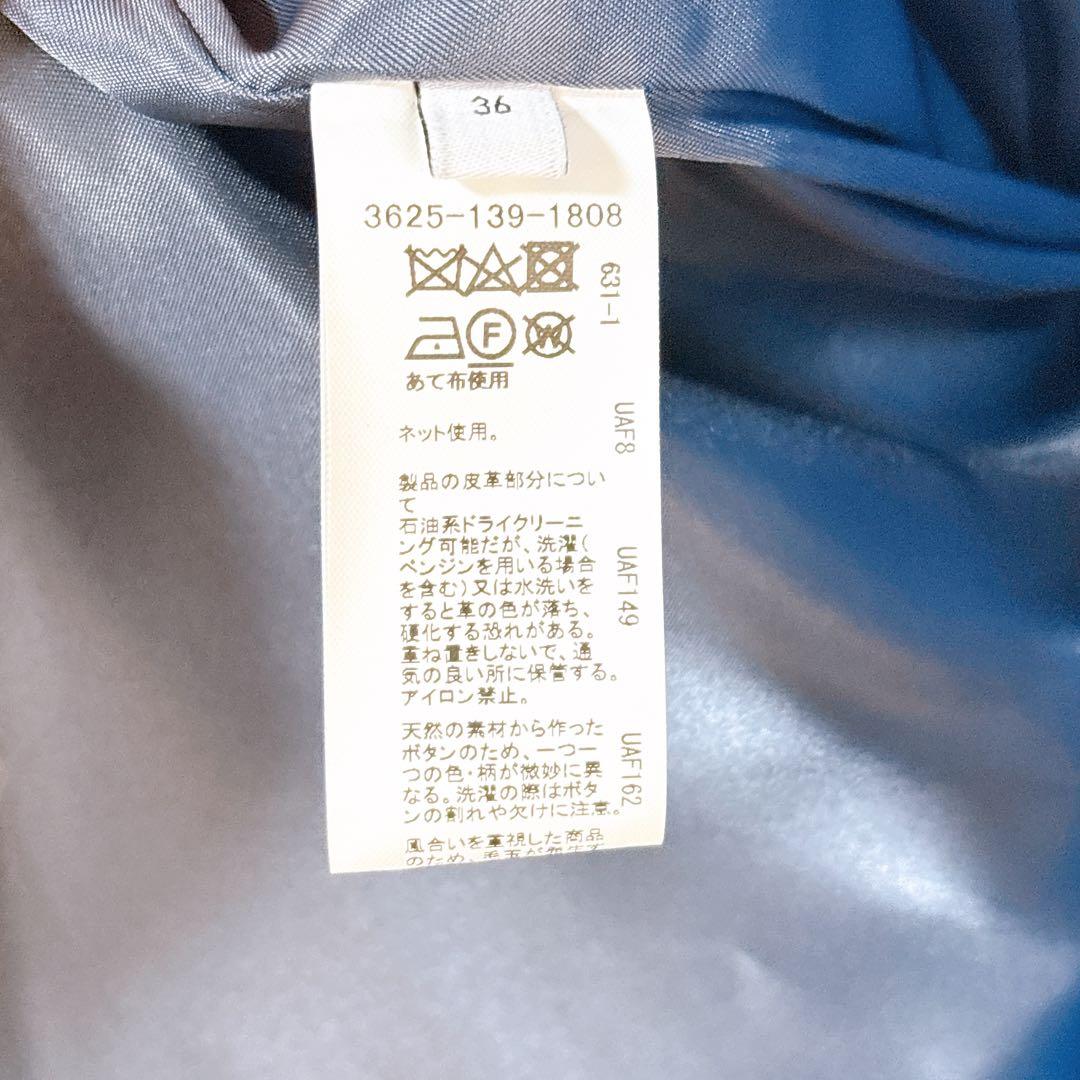 36
3625-139-1808
F
W
631-1
あて布使用
ネット使用。
UAF8
製品の皮革部分につい
て
石油系ドライクリーニ
ング可能だが、洗濯(
ベンジンを用いる場合
を含む)又は水洗いを
すると革の色が落ち、
硬化する恐れがある。
重ね置きしないで、通
気の良い所に保管する。
アイロン禁止。
UAF149
天然の素材から作った
ボタンのため、一つ一
つの色・柄が微妙に異
なる。洗濯の際はボタ
ンの割れや欠けに注意。
UAF162
風合いを重視した商品
のため、毛玉が発生